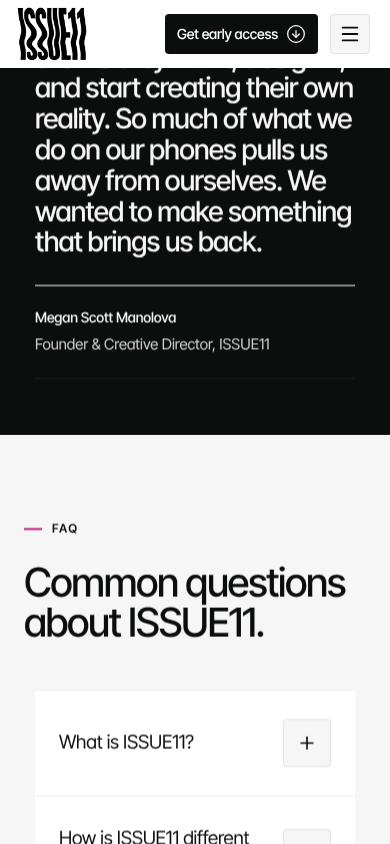 ISSUE11
Get early access
and start creating their own
reality. So much of what we
do on our phones pulls us
away from ourselves. We
wanted to make something
that brings us back.
Megan Scott Manolova
Founder & Creative Director, ISSUE11
FAQ
Common questions
about ISSUE11.
What is ISSUE11?
How is ISSUE11 different